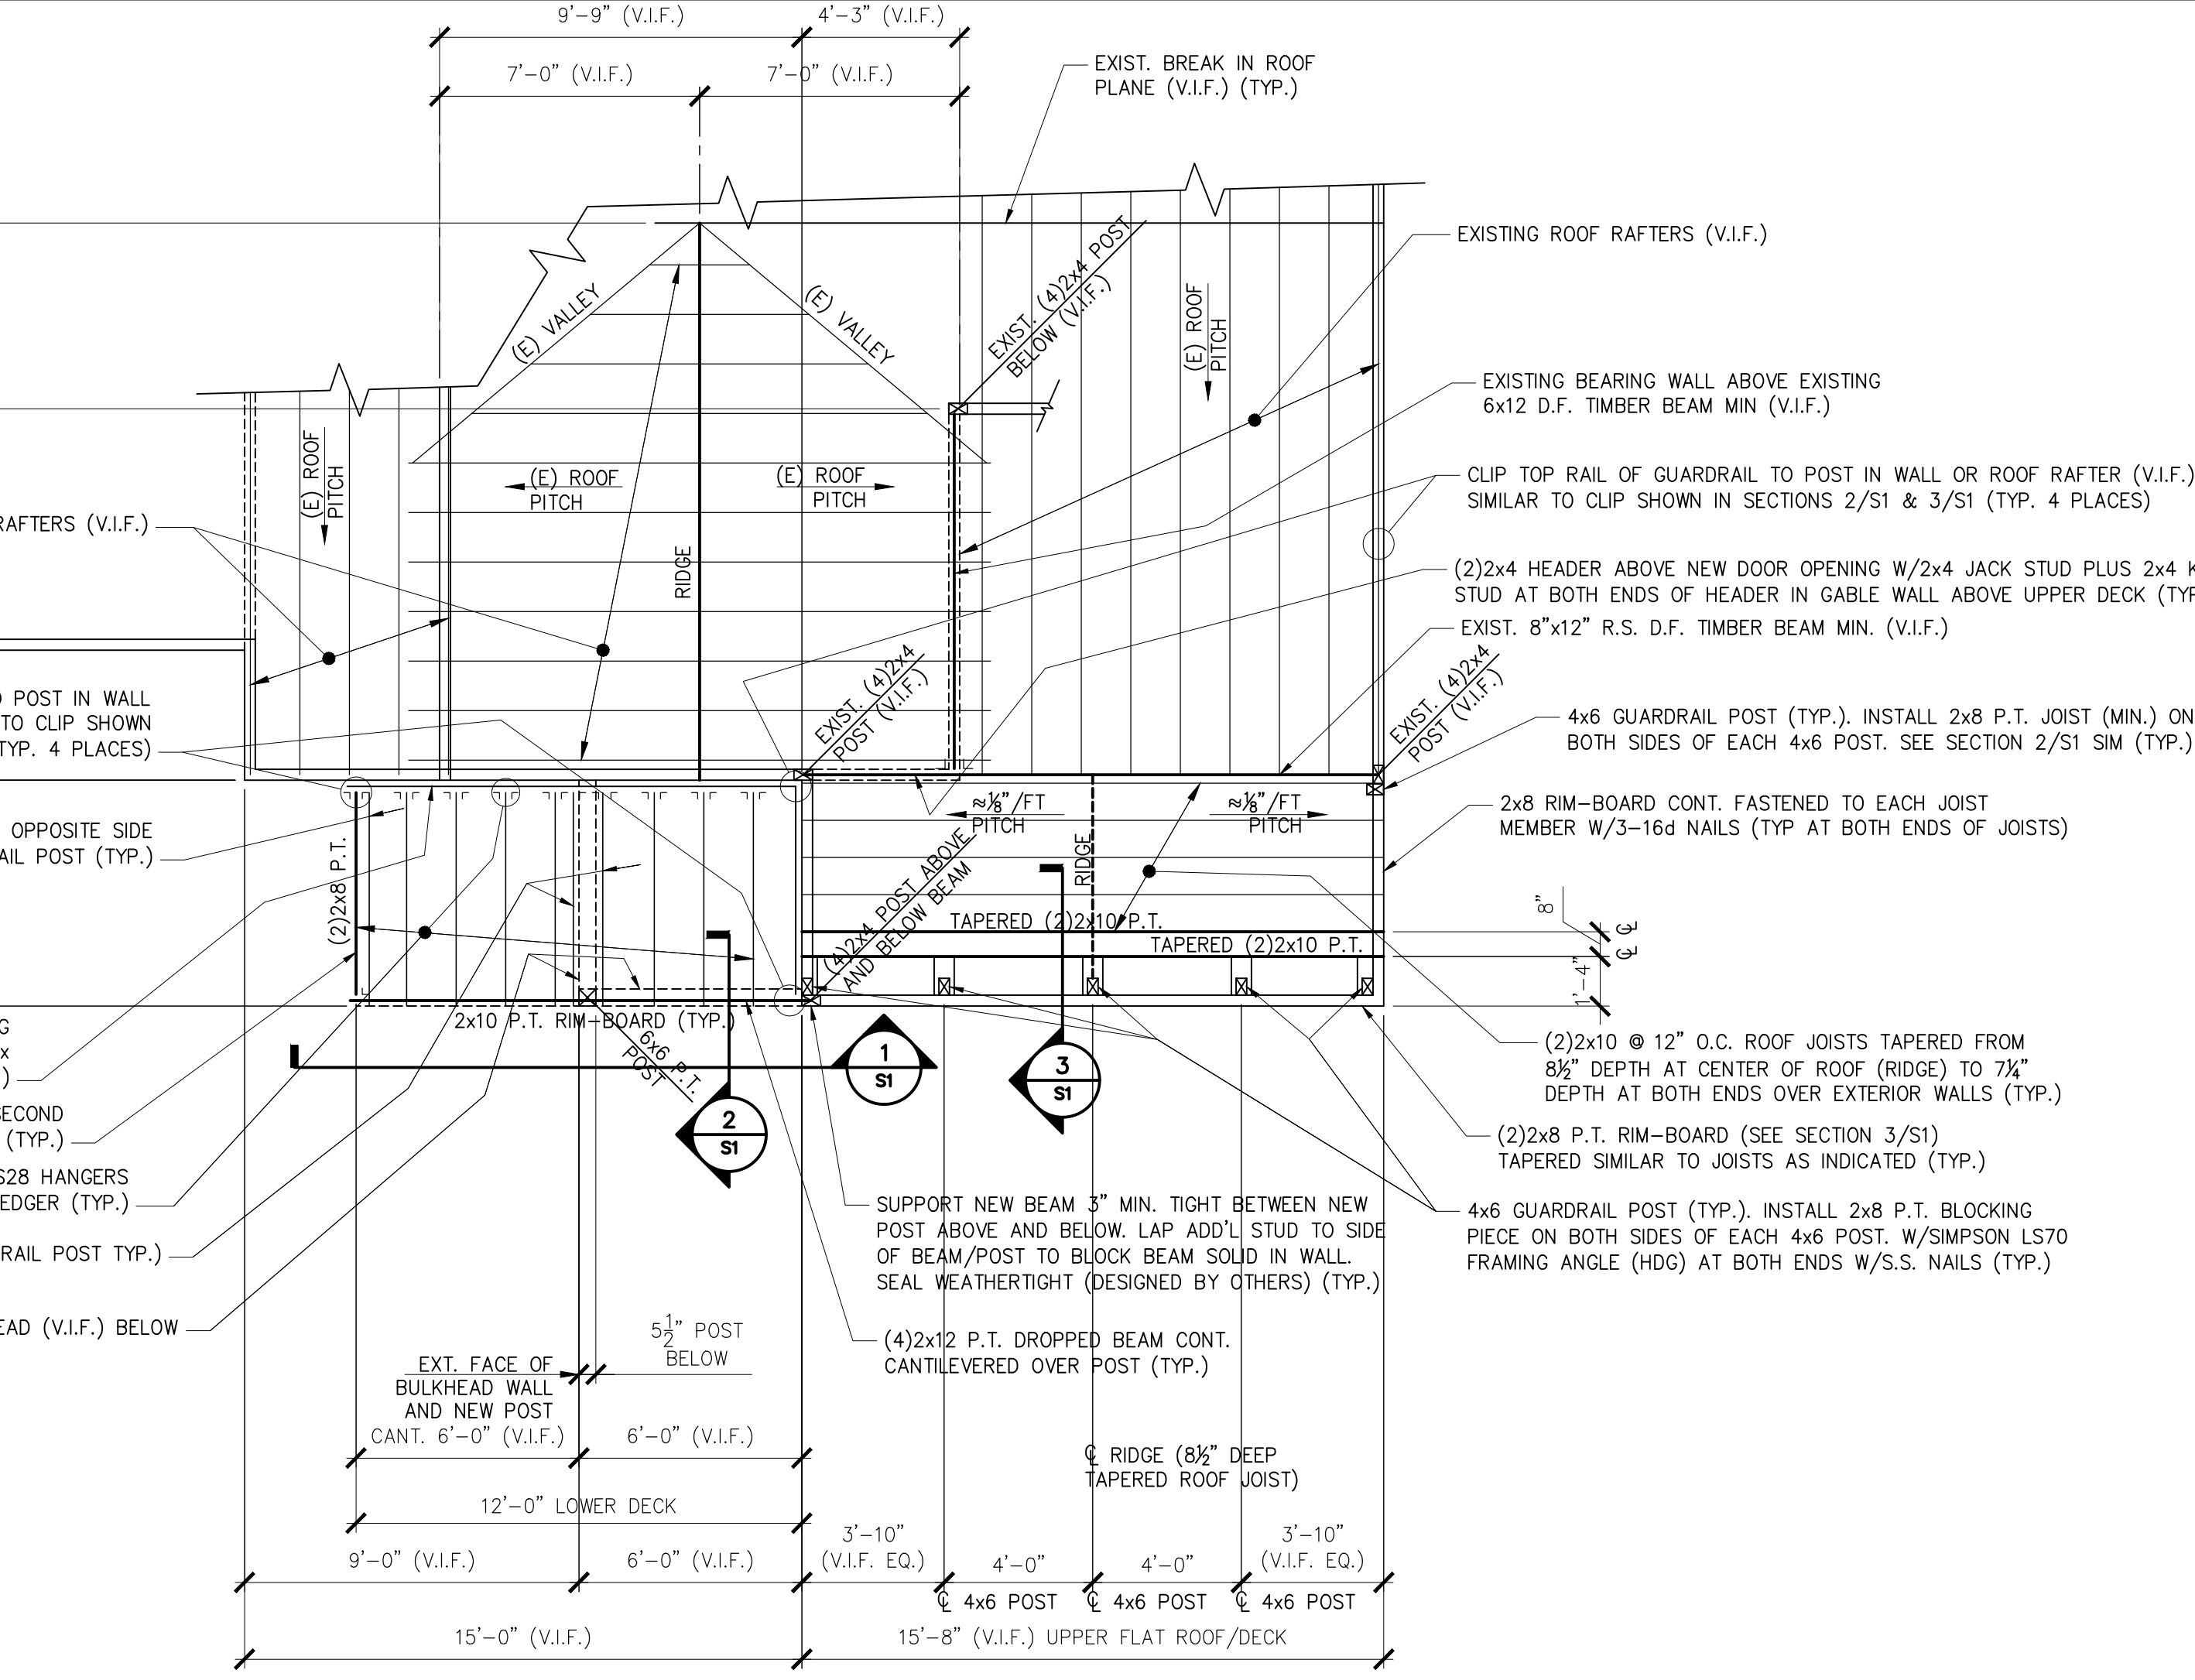 9'-9" (V.I.F.)
4'-3" (V.I.F.)
7'-0" (V.I.F.)
7'-0" (V.I.F.)
EXIST. BREAK IN ROOF
PLANE (V.I.F.) (TYP.)
EXISTING ROOF RAFTERS (V.I.F.)
EXIST. (4)2x4 POST
BELOW (V.I.F.)
(E) VALLEY
(E) VALLEY
(E) ROOF
PITCH
EXISTING BEARING WALL ABOVE EXISTING
6x12 D.F. TIMBER BEAM MIN (V.I.F.)
(E) ROOF
PITCH
(E) ROOF
PITCH
(E) ROOF
PITCH
RIDGE
CLIP TOP RAIL OF GUARDRAIL TO POST IN WALL OR ROOF RAFTER (V.I.F.)
SIMILAR TO CLIP SHOWN IN SECTIONS 2/S1 & 3/S1 (TYP. 4 PLACES)
RAFTERS (V.I.F.)
(2)2x4 HEADER ABOVE NEW DOOR OPENING W/2x4 JACK STUD PLUS 2x4 K
STUD AT BOTH ENDS OF HEADER IN GABLE WALL ABOVE UPPER DECK (TYP
EXIST. 8"x12" R.S. D.F. TIMBER BEAM MIN. (V.I.F.)
EXIST. (4)2x4
POST (V.I.F.)
EXIST. (4)2x4
POST (V.I.F.)
POST IN WALL
TO CLIP SHOWN
TYP. 4 PLACES)
4x6 GUARDRAIL POST (TYP.). INSTALL 2x8 P.T. JOIST (MIN.) ON
BOTH SIDES OF EACH 4x6 POST. SEE SECTION 2/S1 SIM (TYP.)
≈⅛"/FT
PITCH
≈⅛"/FT
PITCH
2x8 RIM-BOARD CONT. FASTENED TO EACH JOIST
MEMBER W/3-16d NAILS (TYP AT BOTH ENDS OF JOISTS)
OPPOSITE SIDE
AIL POST (TYP.)
(2)2x8 P.T.
RIDGE
(4)2x4 POST ABOVE
AND BELOW BEAM
TAPERED (2)2x10 P.T.
TAPERED (2)2x10 P.T.
8"
℄
℄
1'-4"
2x10 P.T. RIM-BOARD (TYP.)
6x6 P.T.
POST
G
x
)
1
S1
3
S1
2
S1
(2)2x10 @ 12" O.C. ROOF JOISTS TAPERED FROM
8½" DEPTH AT CENTER OF ROOF (RIDGE) TO 7¼"
DEPTH AT BOTH ENDS OVER EXTERIOR WALLS (TYP.)
SECOND
(TYP.)
(2)2x8 P.T. RIM-BOARD (SEE SECTION 3/S1)
TAPERED SIMILAR TO JOISTS AS INDICATED (TYP.)
S28 HANGERS
EDGER (TYP.)
SUPPORT NEW BEAM 3" MIN. TIGHT BETWEEN NEW
POST ABOVE AND BELOW. LAP ADD'L STUD TO SIDE
OF BEAM/POST TO BLOCK BEAM SOLID IN WALL.
SEAL WEATHERTIGHT (DESIGNED BY OTHERS) (TYP.)
4x6 GUARDRAIL POST (TYP.). INSTALL 2x8 P.T. BLOCKING
PIECE ON BOTH SIDES OF EACH 4x6 POST. W/SIMPSON LS70
FRAMING ANGLE (HDG) AT BOTH ENDS W/S.S. NAILS (TYP.)
RAIL POST TYP.)
EAD (V.I.F.) BELOW
5½" POST
BELOW
(4)2x12 P.T. DROPPED BEAM CONT.
CANTILEVERED OVER POST (TYP.)
EXT. FACE OF
BULKHEAD WALL
AND NEW POST
CANT. 6'-0" (V.I.F.)
6'-0" (V.I.F.)
℄ RIDGE (8½" DEEP
TAPERED ROOF JOIST)
12'-0" LOWER DECK
9'-0" (V.I.F.)
6'-0" (V.I.F.)
3'-10"
(V.I.F. EQ.)
4'-0"
4'-0"
3'-10"
(V.I.F. EQ.)
℄ 4x6 POST
℄ 4x6 POST
℄ 4x6 POST
15'-0" (V.I.F.)
15'-8" (V.I.F.) UPPER FLAT ROOF/DECK